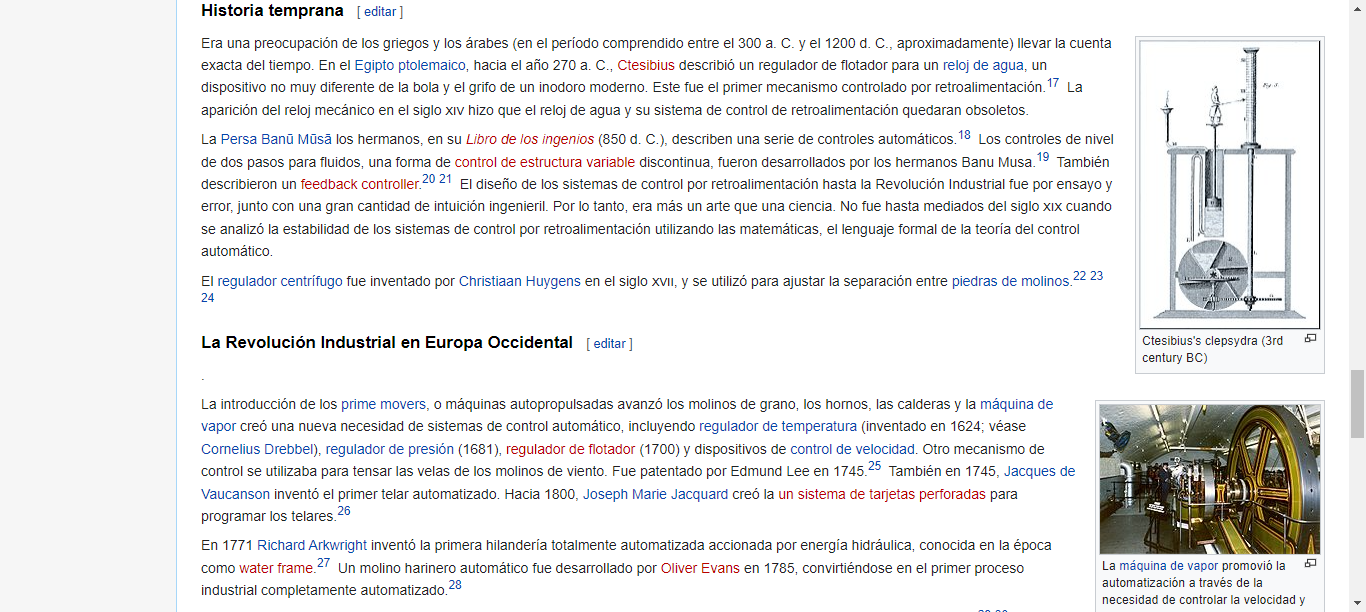 Historia temprana [ editar ]
Era una preocupación de los griegos y los árabes (en el período comprendido entre el 300 a. C. y el 1200 d. C., aproximadamente) llevar la cuenta
exacta del tiempo. En el Egipto ptolemaico, hacia el año 270 a. C., Ctesibius describió un regulador de flotador para un reloj de agua, un
dispositivo no muy diferente de la bola y el grifo de un inodoro moderno. Este fue el primer mecanismo controlado por retroalimentación.17 La
aparición del reloj mecánico en el siglo XIV hizo que el reloj de agua y su sistema de control de retroalimentación quedaran obsoletos.
La Persa Banū Mūsā los hermanos, en su Libro de los ingenios (850 d. C.), describen una serie de controles automáticos.18 Los controles de nivel
de dos pasos para fluidos, una forma de control de estructura variable discontinua, fueron desarrollados por los hermanos Banu Musa.19 También
describieron un feedback controller.20 21 El diseño de los sistemas de control por retroalimentación hasta la Revolución Industrial fue por ensayo y
error, junto con una gran cantidad de intuición ingenieril. Por lo tanto, era más un arte que una ciencia. No fue hasta mediados del siglo XIX cuando
se analizó la estabilidad de los sistemas de control por retroalimentación utilizando las matemáticas, el lenguaje formal de la teoría del control
automático.
El regulador centrífugo fue inventado por Christiaan Huygens en el siglo XVII, y se utilizó para ajustar la separación entre piedras de molinos.22 23
24
Ctesibius's clepsydra (3rd
century BC)
La Revolución Industrial en Europa Occidental [ editar ]
.
La introducción de los prime movers, o máquinas autopropulsadas avanzó los molinos de grano, los hornos, las calderas y la máquina de
vapor creó una nueva necesidad de sistemas de control automático, incluyendo regulador de temperatura (inventado en 1624; véase
Cornelius Drebbel), regulador de presión (1681), regulador de flotador (1700) y dispositivos de control de velocidad. Otro mecanismo de
control se utilizaba para tensar las velas de los molinos de viento. Fue patentado por Edmund Lee en 1745.25 También en 1745, Jacques de
Vaucanson inventó el primer telar automatizado. Hacia 1800, Joseph Marie Jacquard creó la un sistema de tarjetas perforadas para
programar los telares.26
En 1771 Richard Arkwright inventó la primera hilandería totalmente automatizada accionada por energía hidráulica, conocida en la época
como water frame.27 Un molino harinero automático fue desarrollado por Oliver Evans en 1785, convirtiéndose en el primer proceso
industrial completamente automatizado.28
La máquina de vapor promovió la
automatización a través de la
necesidad de controlar la velocidad y